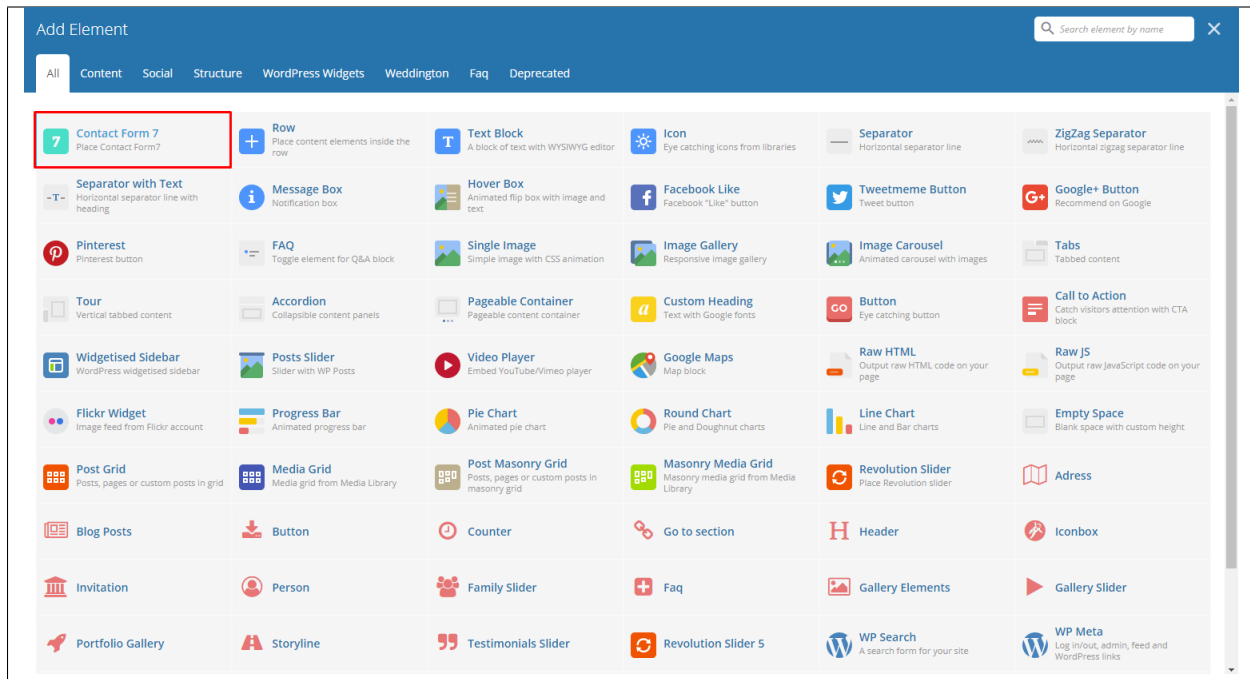 Add Element
Search element by name
All Content Social Structure WordPress Widgets Weddington Faq Deprecated
7
Contact Form 7
Place Contact Form7
Row
Place content elements inside the
row
T
Text Block
A block of text with WYSIWYG editor
Icon
Eye catching icons from libraries
Separator
Horizontal separator line
ZigZag Separator
Horizontal zigzag separator line
-T-
Separator with Text
Horizontal separator line with
heading
i
Message Box
Notification box
Hover Box
Animated flip box with image and
text
f
Facebook Like
Facebook "Like" button
Tweetmeme Button
Tweet button
G+
Google+ Button
Recommend on Google
Pinterest
Pinterest button
FAQ
Toggle element for Q&A block
Single Image
Simple image with CSS animation
Image Gallery
Responsive image gallery
Image Carousel
Animated carousel with images
Tabs
Tabbed content
Tour
Vertical tabbed content
Accordion
Collapsible content panels
Pageable Container
Pageable content container
a
Custom Heading
Text with Google fonts
GO
Button
Eye catching button
Call to Action
Catch visitors attention with CTA
block
Widgetised Sidebar
WordPress widgetised sidebar
Posts Slider
Slider with WP Posts
Video Player
Embed YouTube/Vimeo player
Google Maps
Map block
Raw HTML
Output raw HTML code on your
page
Raw JS
Output raw JavaScript code on your
page
Flickr Widget
Image feed from Flickr account
Progress Bar
Animated progress bar
Pie Chart
Animated pie chart
Round Chart
Pie and Doughnut charts
Line Chart
Line and Bar charts
Empty Space
Blank space with custom height
Post Grid
Posts, pages or custom posts in grid
Media Grid
Media grid from Media Library
Post Masonry Grid
Posts, pages or custom posts in
masonry grid
Masonry Media Grid
Masonry media grid from Media
Library
Revolution Slider
Place Revolution slider
Adress
Blog Posts
Button
Counter
Go to section
H
Header
Iconbox
Invitation
Person
Family Slider
Faq
Gallery Elements
Gallery Slider
Portfolio Gallery
Storyline
Testimonials Slider
Revolution Slider 5
WP Search
A search form for your site
WP Meta
Log in/out, admin, feed and
WordPress links